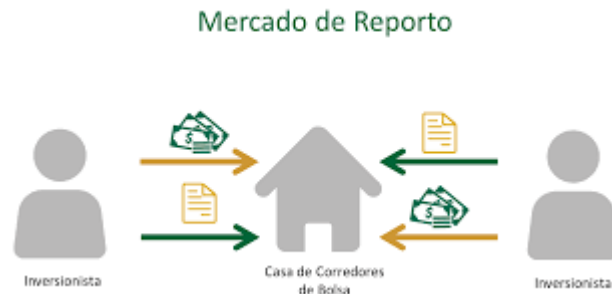 Mercado de Reporto
$
$
Inversionista
Casa de Corredores
de Bolsa
Inversionista